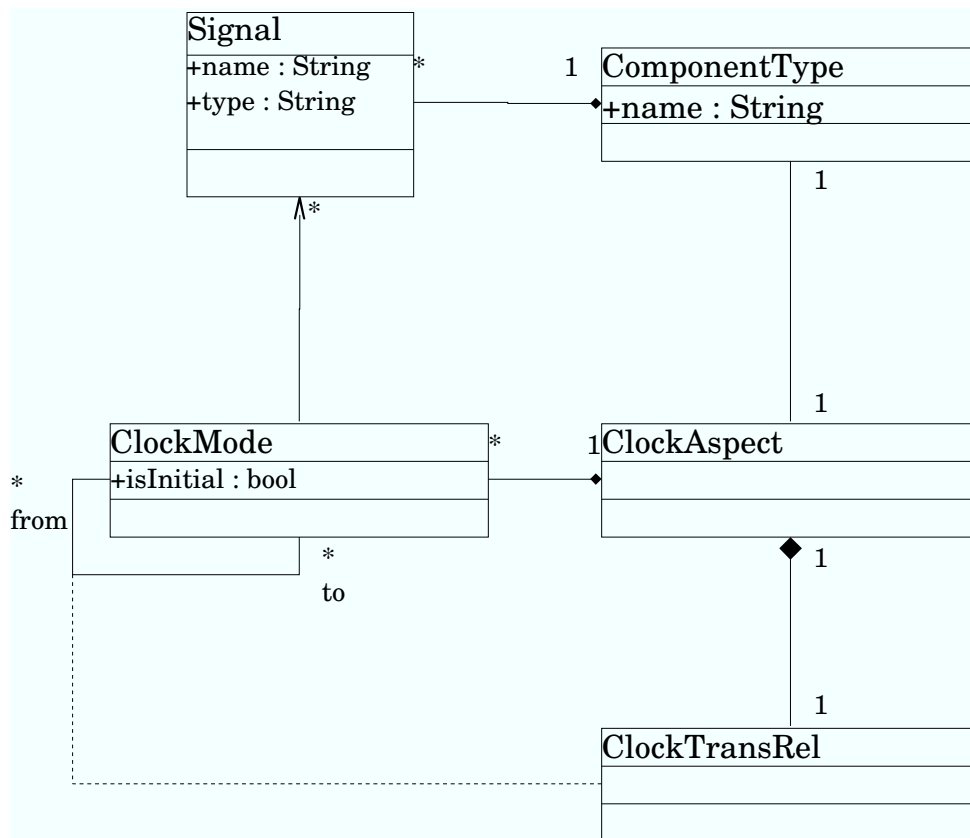 Signal
+name : String
+type : String
*
1
ComponentType
+name : String
*
1
1
ClockMode
+isInitial : bool
*
1
ClockAspect
*
from
*
to
1
1
ClockTransRel